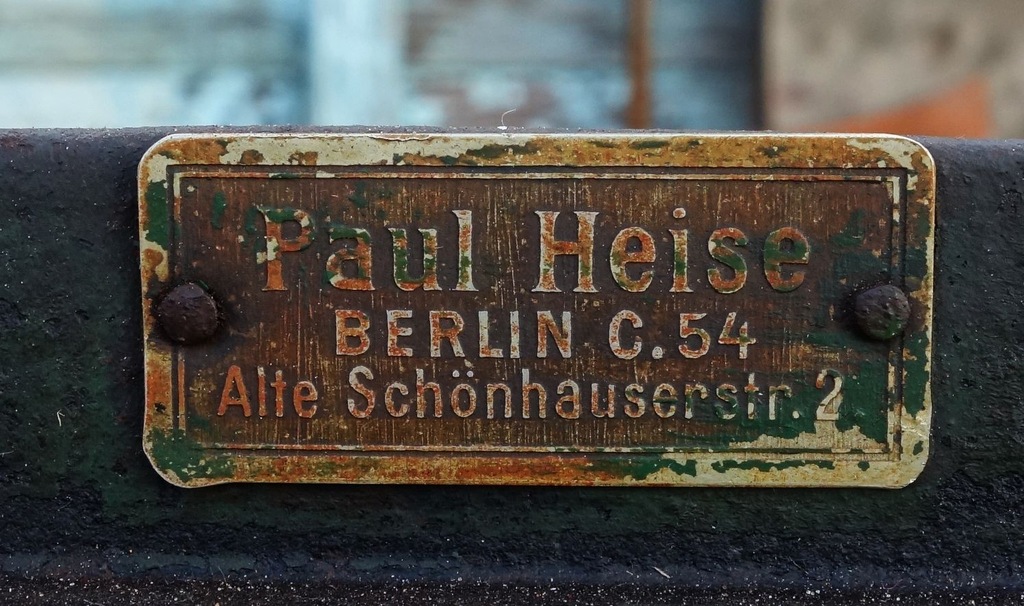 Paul Heise
BERLIN C. 54
Alte Schönhauserstr. 2